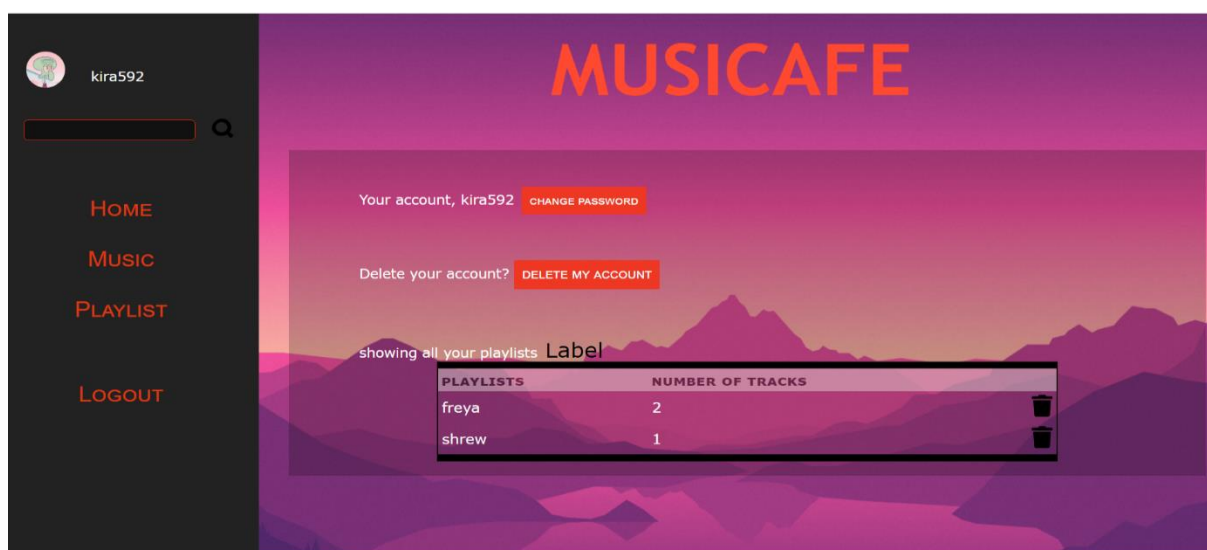 kira592
MUSICAFE
HOME
MUSIC
PLAYLIST
LOGOUT
Your account, kira592 CHANGE PASSWORD
Delete your account? DELETE MY ACCOUNT
showing all your playlists Label
PLAYLISTS NUMBER OF TRACKS
freya 2
shrew 1